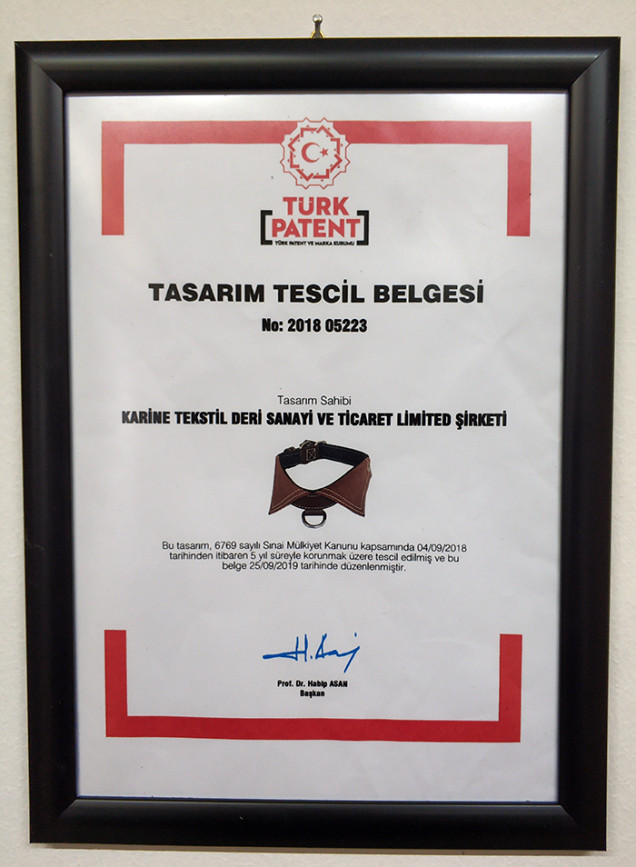 TÜRK
PATENT
TÜRK PATENT VE MARKA KURUMU
TASARIM TESCİL BELGESİ
No: 2018 05223
Tasarım Sahibi
KARİNE TEKSTİL DERİ SANAYİ VE TİCARET LİMİTED ŞİRKETİ
Bu tasarım, 6769 sayılı Sınai Mülkiyet Kanunu kapsamında 04/09/2018
tarihinden itibaren 5 yıl süreyle korunmak üzere tescil edilmiş ve bu
belge 25/09/2019 tarihinde düzenlenmiştir.
Prof. Dr. Habip ASAN
Başkan